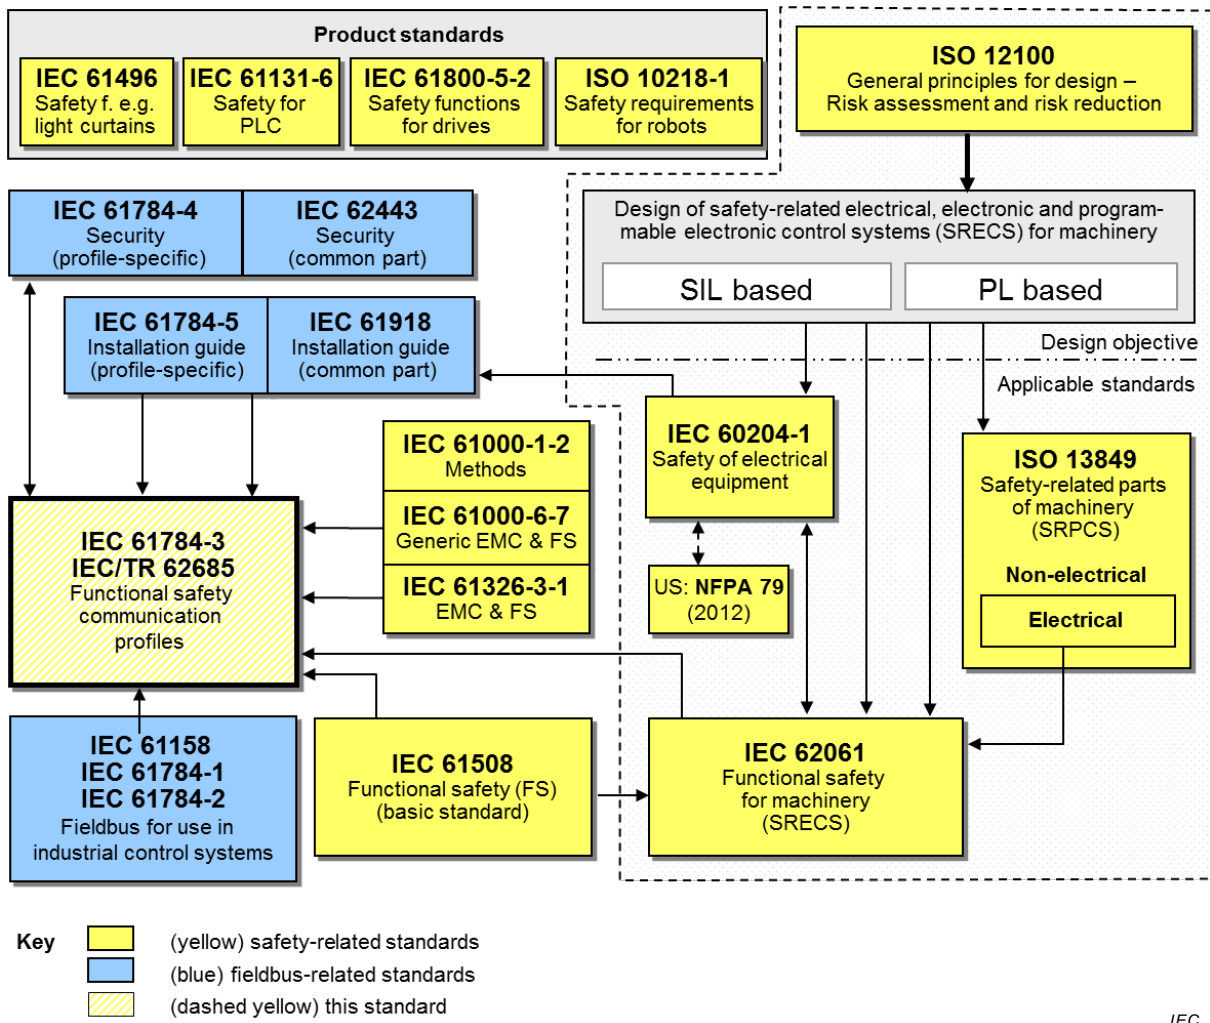 Product standards
IEC 61496
Safety f. e.g.
light curtains
IEC 61131-6
Safety for
PLC
IEC 61800-5-2
Safety functions
for drives
ISO 10218-1
Safety requirements
for robots
ISO 12100
General principles for design –
Risk assessment and risk reduction
IEC 61784-4
Security
(profile-specific)
IEC 62443
Security
(common part)
Design of safety-related electrical, electronic and program-
mable electronic control systems (SRECS) for machinery
SIL based
PL based
IEC 61784-5
Installation guide
(profile-specific)
IEC 61918
Installation guide
(common part)
Design objective
Applicable standards
IEC 60204-1
Safety of electrical
equipment
IEC 61000-1-2
Methods
IEC 61000-6-7
Generic EMC & FS
IEC 61326-3-1
EMC & FS
ISO 13849
Safety-related parts
of machinery
(SRPCS)
Non-electrical
Electrical
IEC 61784-3
IEC/TR 62685
Functional safety
communication
profiles
US: NFPA 79
(2012)
IEC 61158
IEC 61784-1
IEC 61784-2
Fieldbus for use in
industrial control systems
IEC 61508
Functional safety (FS)
(basic standard)
IEC 62061
Functional safety
for machinery
(SRECS)
Key
(yellow) safety-related standards
(blue) fieldbus-related standards
(dashed yellow) this standard
IEC